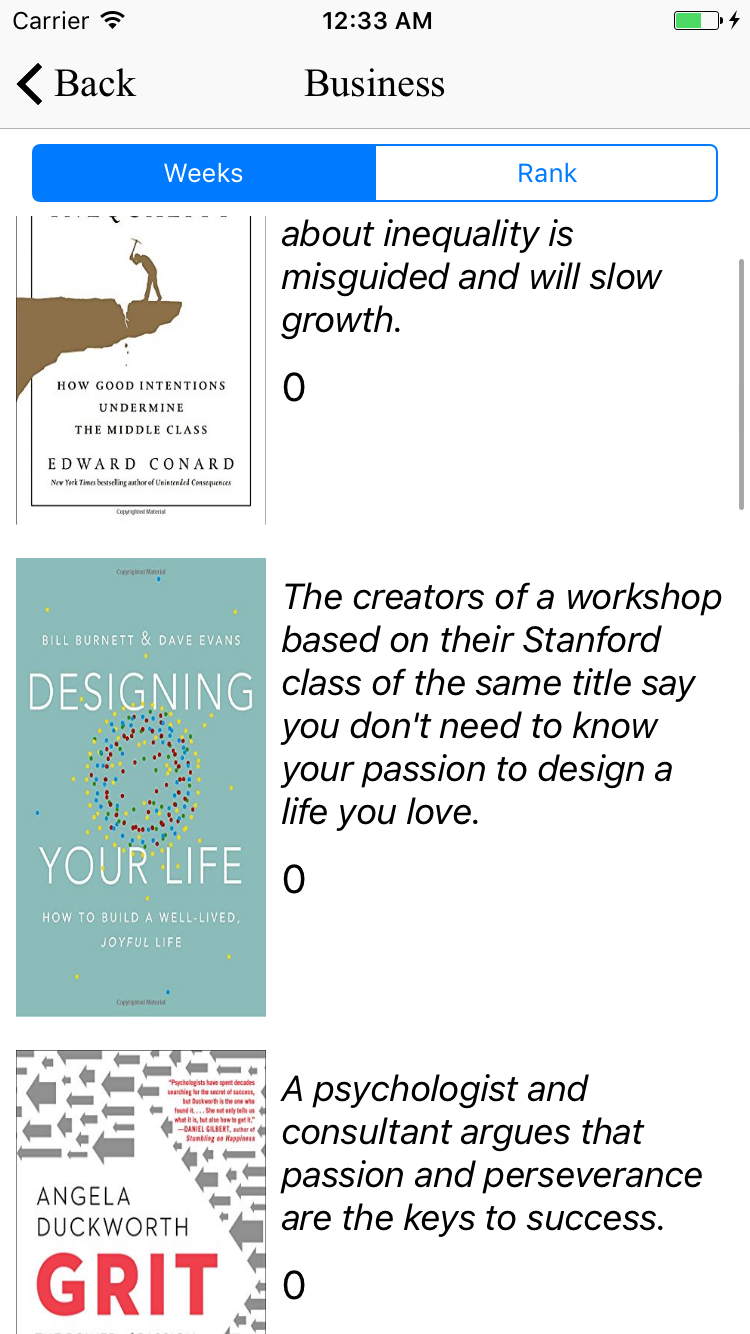 Carrier
12:33 AM
Back
Business
Weeks
Rank
HOW GOOD INTENTIONS
UNDERMINE
THE MIDDLE CLASS
EDWARD CONARD
New York Times bestselling author of Unintended Consequences
Copyrighted Material
about inequality is
misguided and will slow
growth.
0
Copyrighted Material
BILL BURNETT & DAVE EVANS
DESIGNING
YOUR LIFE
HOW TO BUILD A WELL-LIVED,
JOYFUL LIFE
Copyrighted Material
The creators of a workshop
based on their Stanford
class of the same title say
you don't need to know
your passion to design a
life you love.
0
"Psychologists have spent decades
searching for the secret of success,
but Duckworth is the one who
found it. . . . She not only tells us
what it is, but also how to get it."
—DANIEL GILBERT, author of
Stumbling on Happiness
ANGELA
DUCKWORTH
GRIT
A psychologist and
consultant argues that
passion and perseverance
are the keys to success.
0